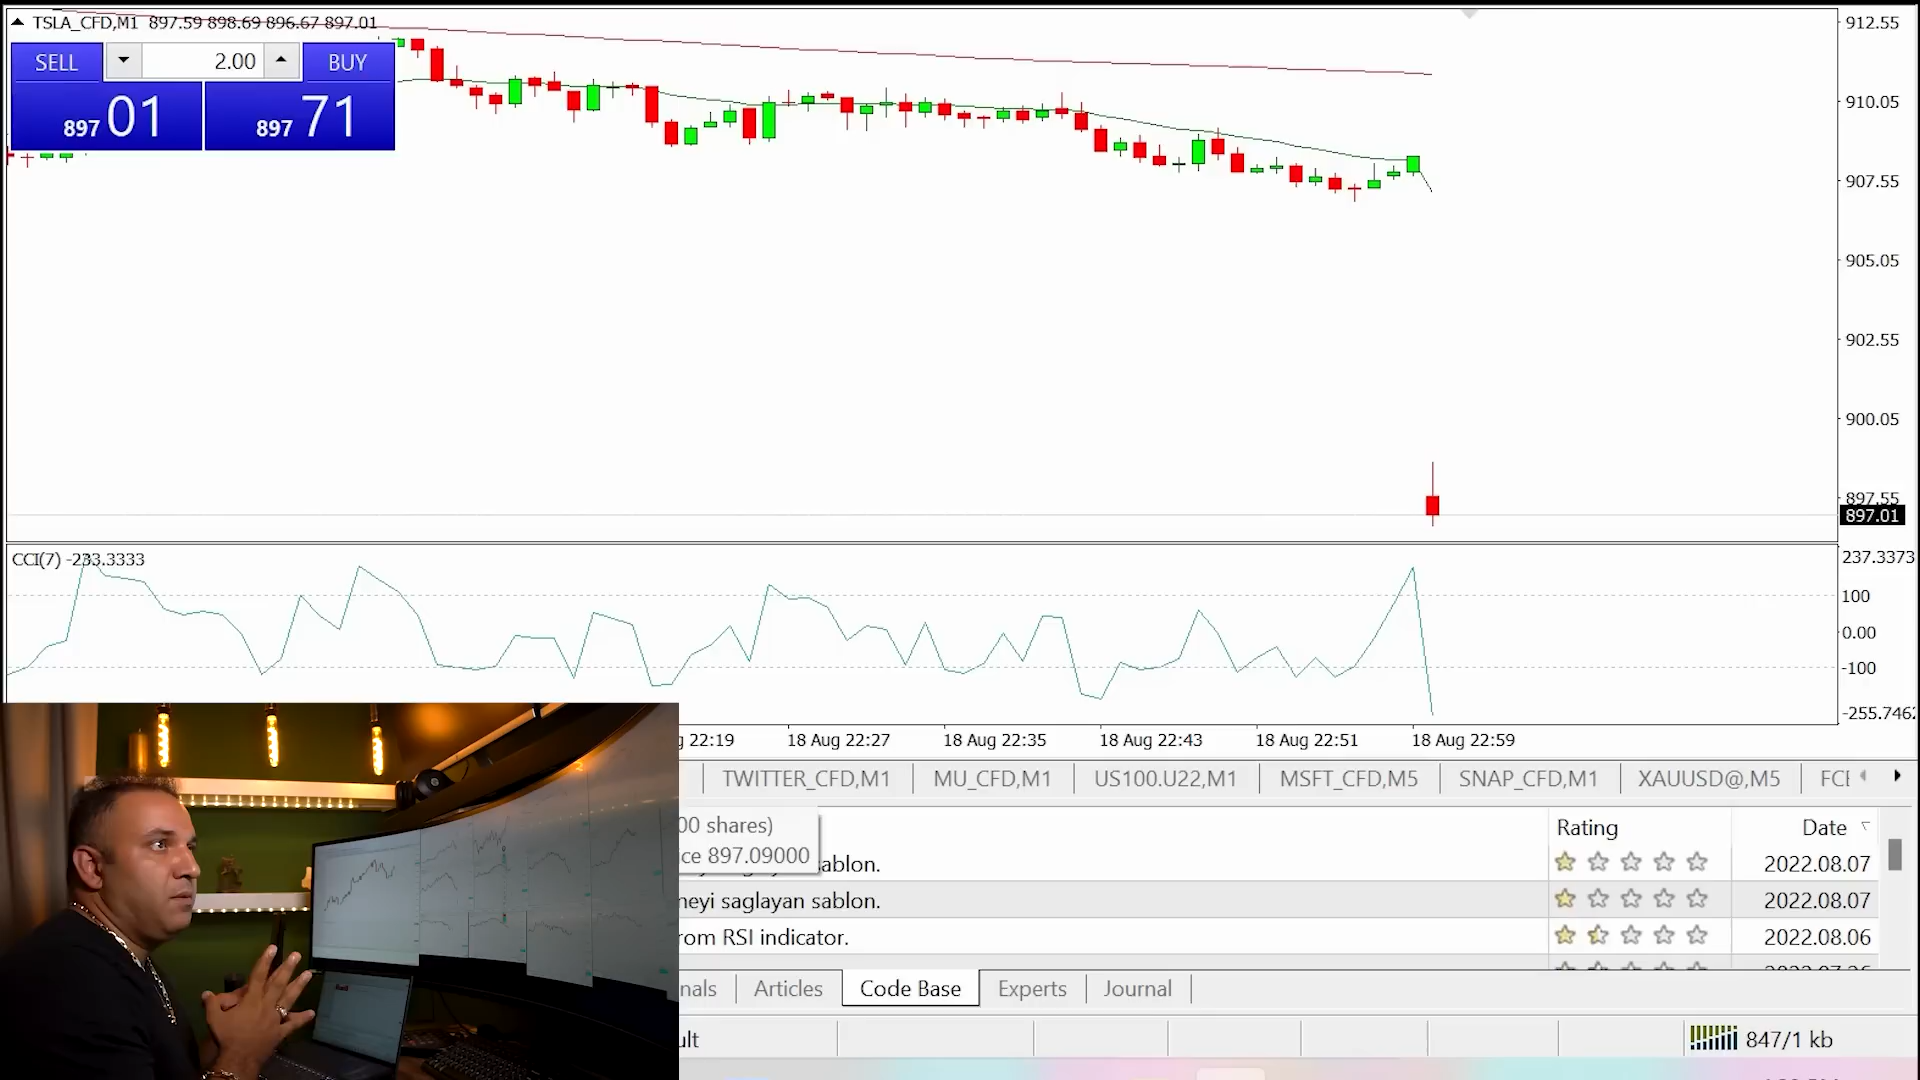 TSLA_CFD,M1 897.59 898.69 896.67 897.01
SELL
2.00
BUY
897 01
897 71
912.55
910.05
907.55
905.05
902.55
900.05
897.55
897.01
CCI(7) -233.3333
237.3373
100
0.00
-100
-255.7462
22:19
18 Aug 22:27
18 Aug 22:35
18 Aug 22:43
18 Aug 22:51
18 Aug 22:59
TWITTER_CFD,M1
MU_CFD,M1
US100.U22,M1
MSFT_CFD,M5
SNAP_CFD,M1
XAUUSD@,M5
00 shares)
ce 897.09000
Rating
Date
sablon.
2022.08.07
neyi saglayan sablon.
2022.08.07
rom RSI indicator.
2022.08.06
nals
Articles
Code Base
Experts
Journal
ult
847/1 kb